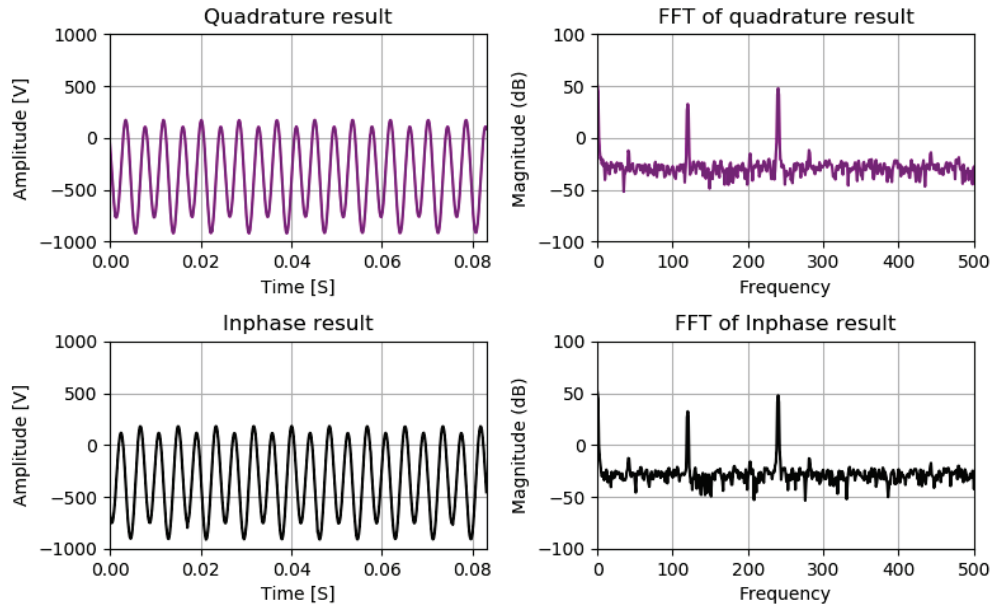 Quadrature result
1000
500
0
−500
−1000
Amplitude [V]
0.00 0.02 0.04 0.06 0.08
Time [S]
FFT of quadrature result
100
50
0
−50
−100
Magnitude (dB)
0 100 200 300 400 500
Frequency
Inphase result
1000
500
0
−500
−1000
Amplitude [V]
0.00 0.02 0.04 0.06 0.08
Time [S]
FFT of Inphase result
100
50
0
−50
−100
Magnitude (dB)
0 100 200 300 400 500
Frequency